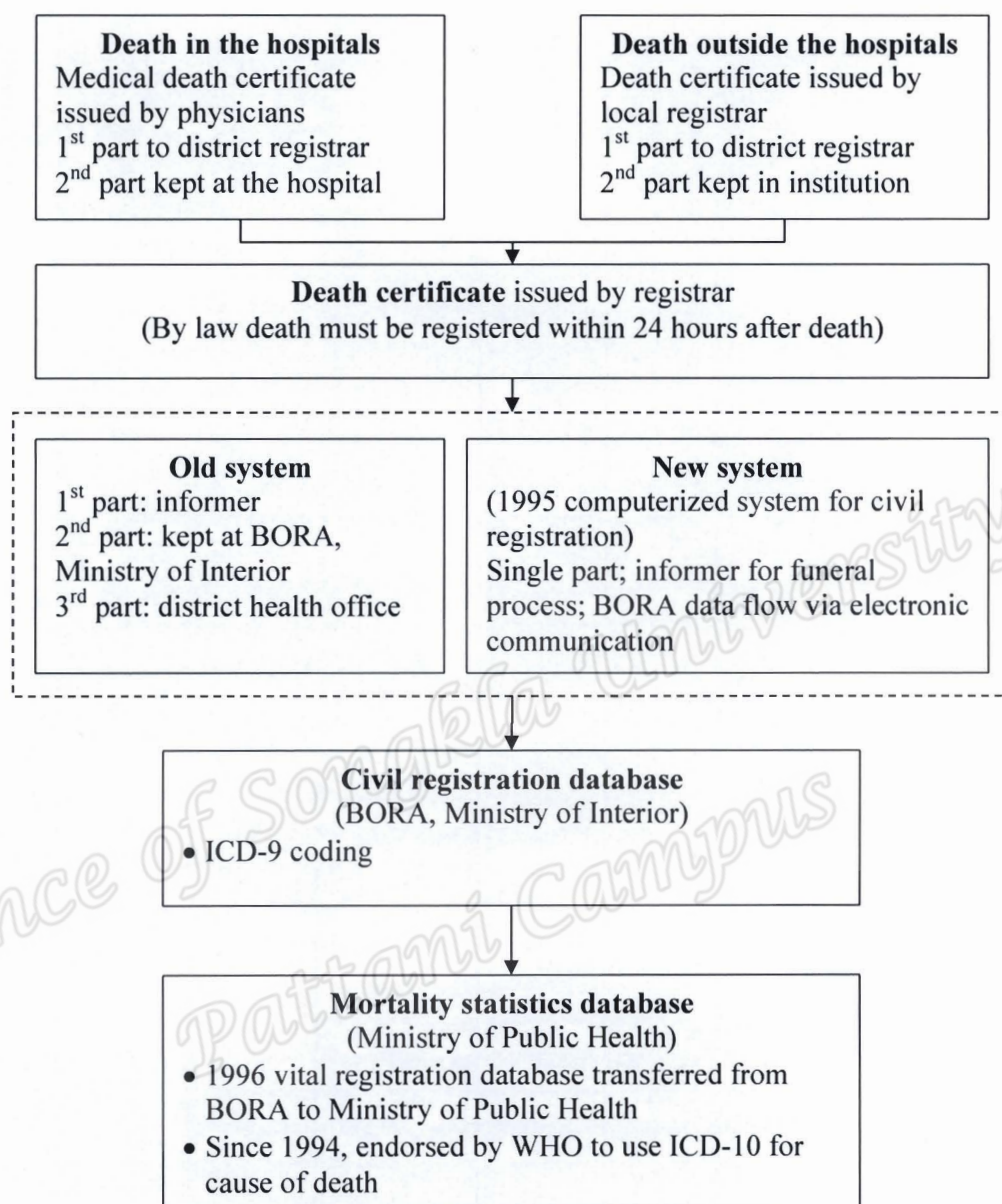 Death in the hospitals
Medical death certificate
issued by physicians
1st part to district registrar
2nd part kept at the hospital
Death outside the hospitals
Death certificate issued by
local registrar
1st part to district registrar
2nd part kept in institution
Death certificate issued by registrar
(By law death must be registered within 24 hours after death)
Old system
1st part: informer
2nd part: kept at BORA,
Ministry of Interior
3rd part: district health office
New system
(1995 computerized system for civil
registration)
Single part; informer for funeral
process; BORA data flow via electronic
communication
Civil registration database
(BORA, Ministry of Interior)
• ICD-9 coding
Mortality statistics database
(Ministry of Public Health)
• 1996 vital registration database transferred from
BORA to Ministry of Public Health
• Since 1994, endorsed by WHO to use ICD-10 for
cause of death
of Songkla University
Pattani Campus